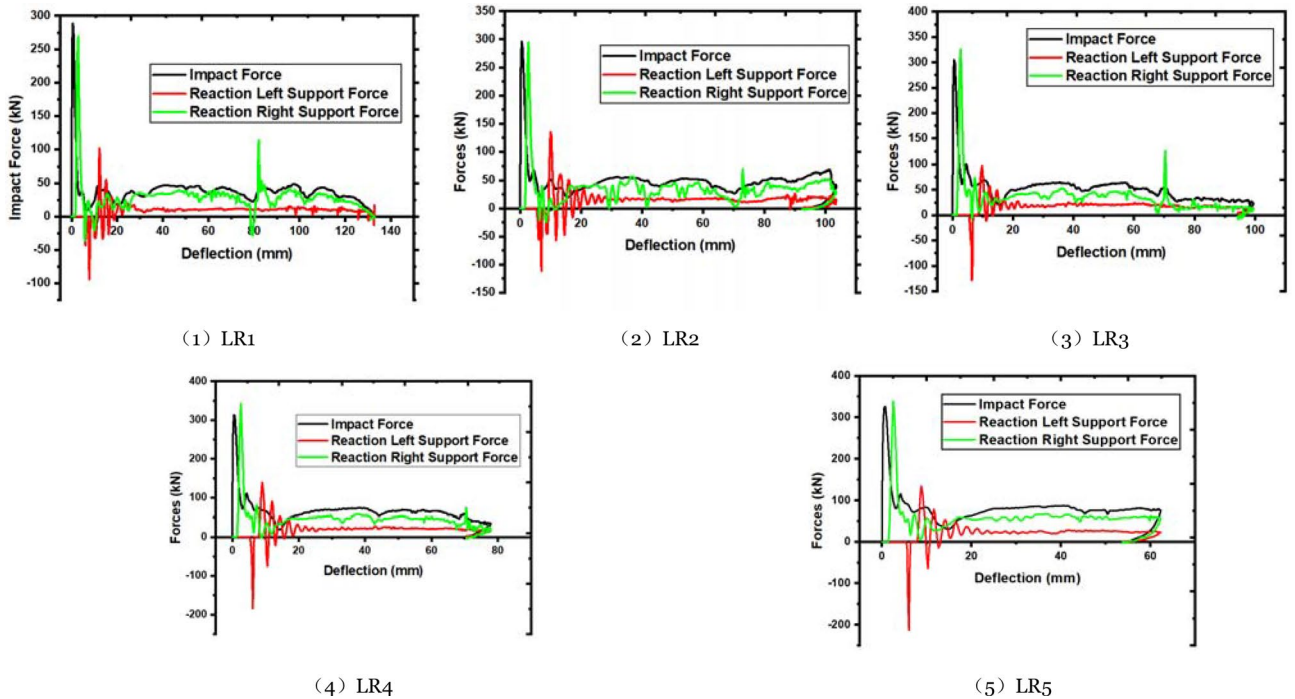 300
250
200
150
100
50
0
-50
-100
Impact Force (kN)
Impact Force
Reaction Left Support Force
Reaction Right Support Force
0 20 40 60 80 100 120 140
Deflection (mm)
(1) LR1
350
300
250
200
150
100
50
0
-50
-100
-150
Forces (kN)
Impact Force
Reaction Left Support Force
Reaction Right Support Force
0 20 40 60 80 100
Deflection (mm)
(2) LR2
400
350
300
250
200
150
100
50
0
-50
-100
-150
Forces (kN)
Impact Force
Reaction Left Support Force
Reaction Right Support Force
0 20 40 60 80 100
Deflection (mm)
(3) LR3
400
300
200
100
0
-100
-200
Forces (kN)
Impact Force
Reaction Left Support Force
Reaction Right Support Force
0 20 40 60 80
Deflection (mm)
(4) LR4
400
300
200
100
0
-100
-200
Forces (kN)
Impact Force
Reaction Left Support Force
Reaction Right Support Force
0 20 40 60
Deflection (mm)
(5) LR5